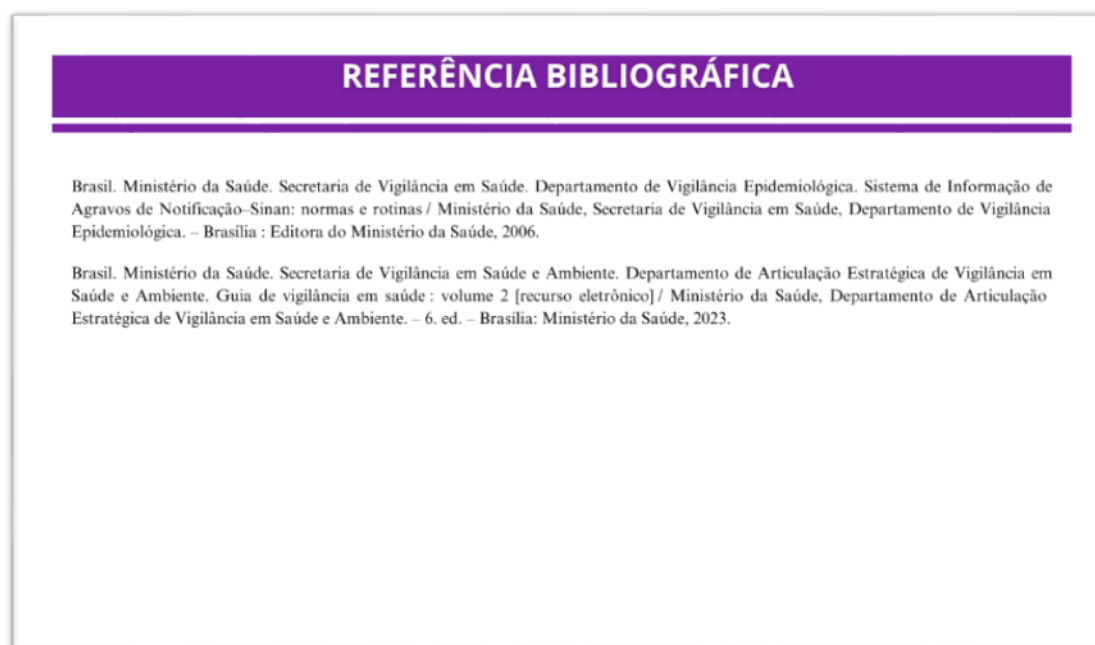 REFERÊNCIA BIBLIOGRÁFICA
Brasil. Ministério da Saúde. Secretaria de Vigilância em Saúde. Departamento de Vigilância Epidemiológica. Sistema de Informação de
Agravos de Notificação–Sinan: normas e rotinas / Ministério da Saúde, Secretaria de Vigilância em Saúde, Departamento de Vigilância
Epidemiológica. – Brasília : Editora do Ministério da Saúde, 2006.
Brasil. Ministério da Saúde. Secretaria de Vigilância em Saúde e Ambiente. Departamento de Articulação Estratégica de Vigilância em
Saúde e Ambiente. Guia de vigilância em saúde : volume 2 [recurso eletrônico] / Ministério da Saúde, Departamento de Articulação
Estratégica de Vigilância em Saúde e Ambiente. – 6. ed. – Brasília: Ministério da Saúde, 2023.